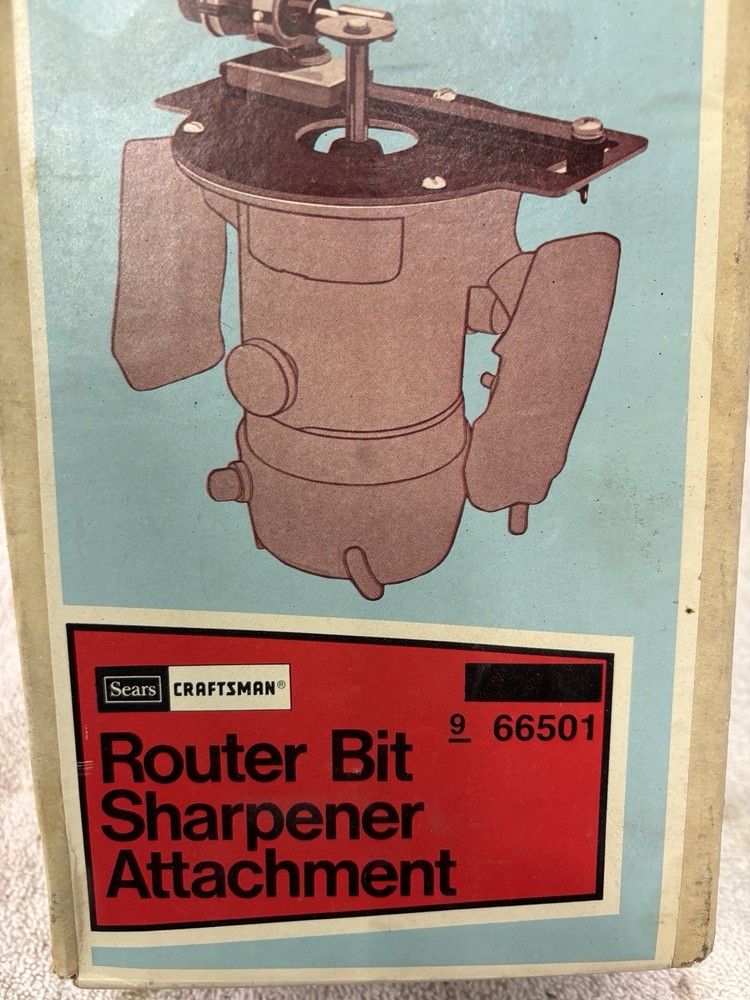 Sears CRAFTSMAN®
9 66501
Router Bit
Sharpener
Attachment